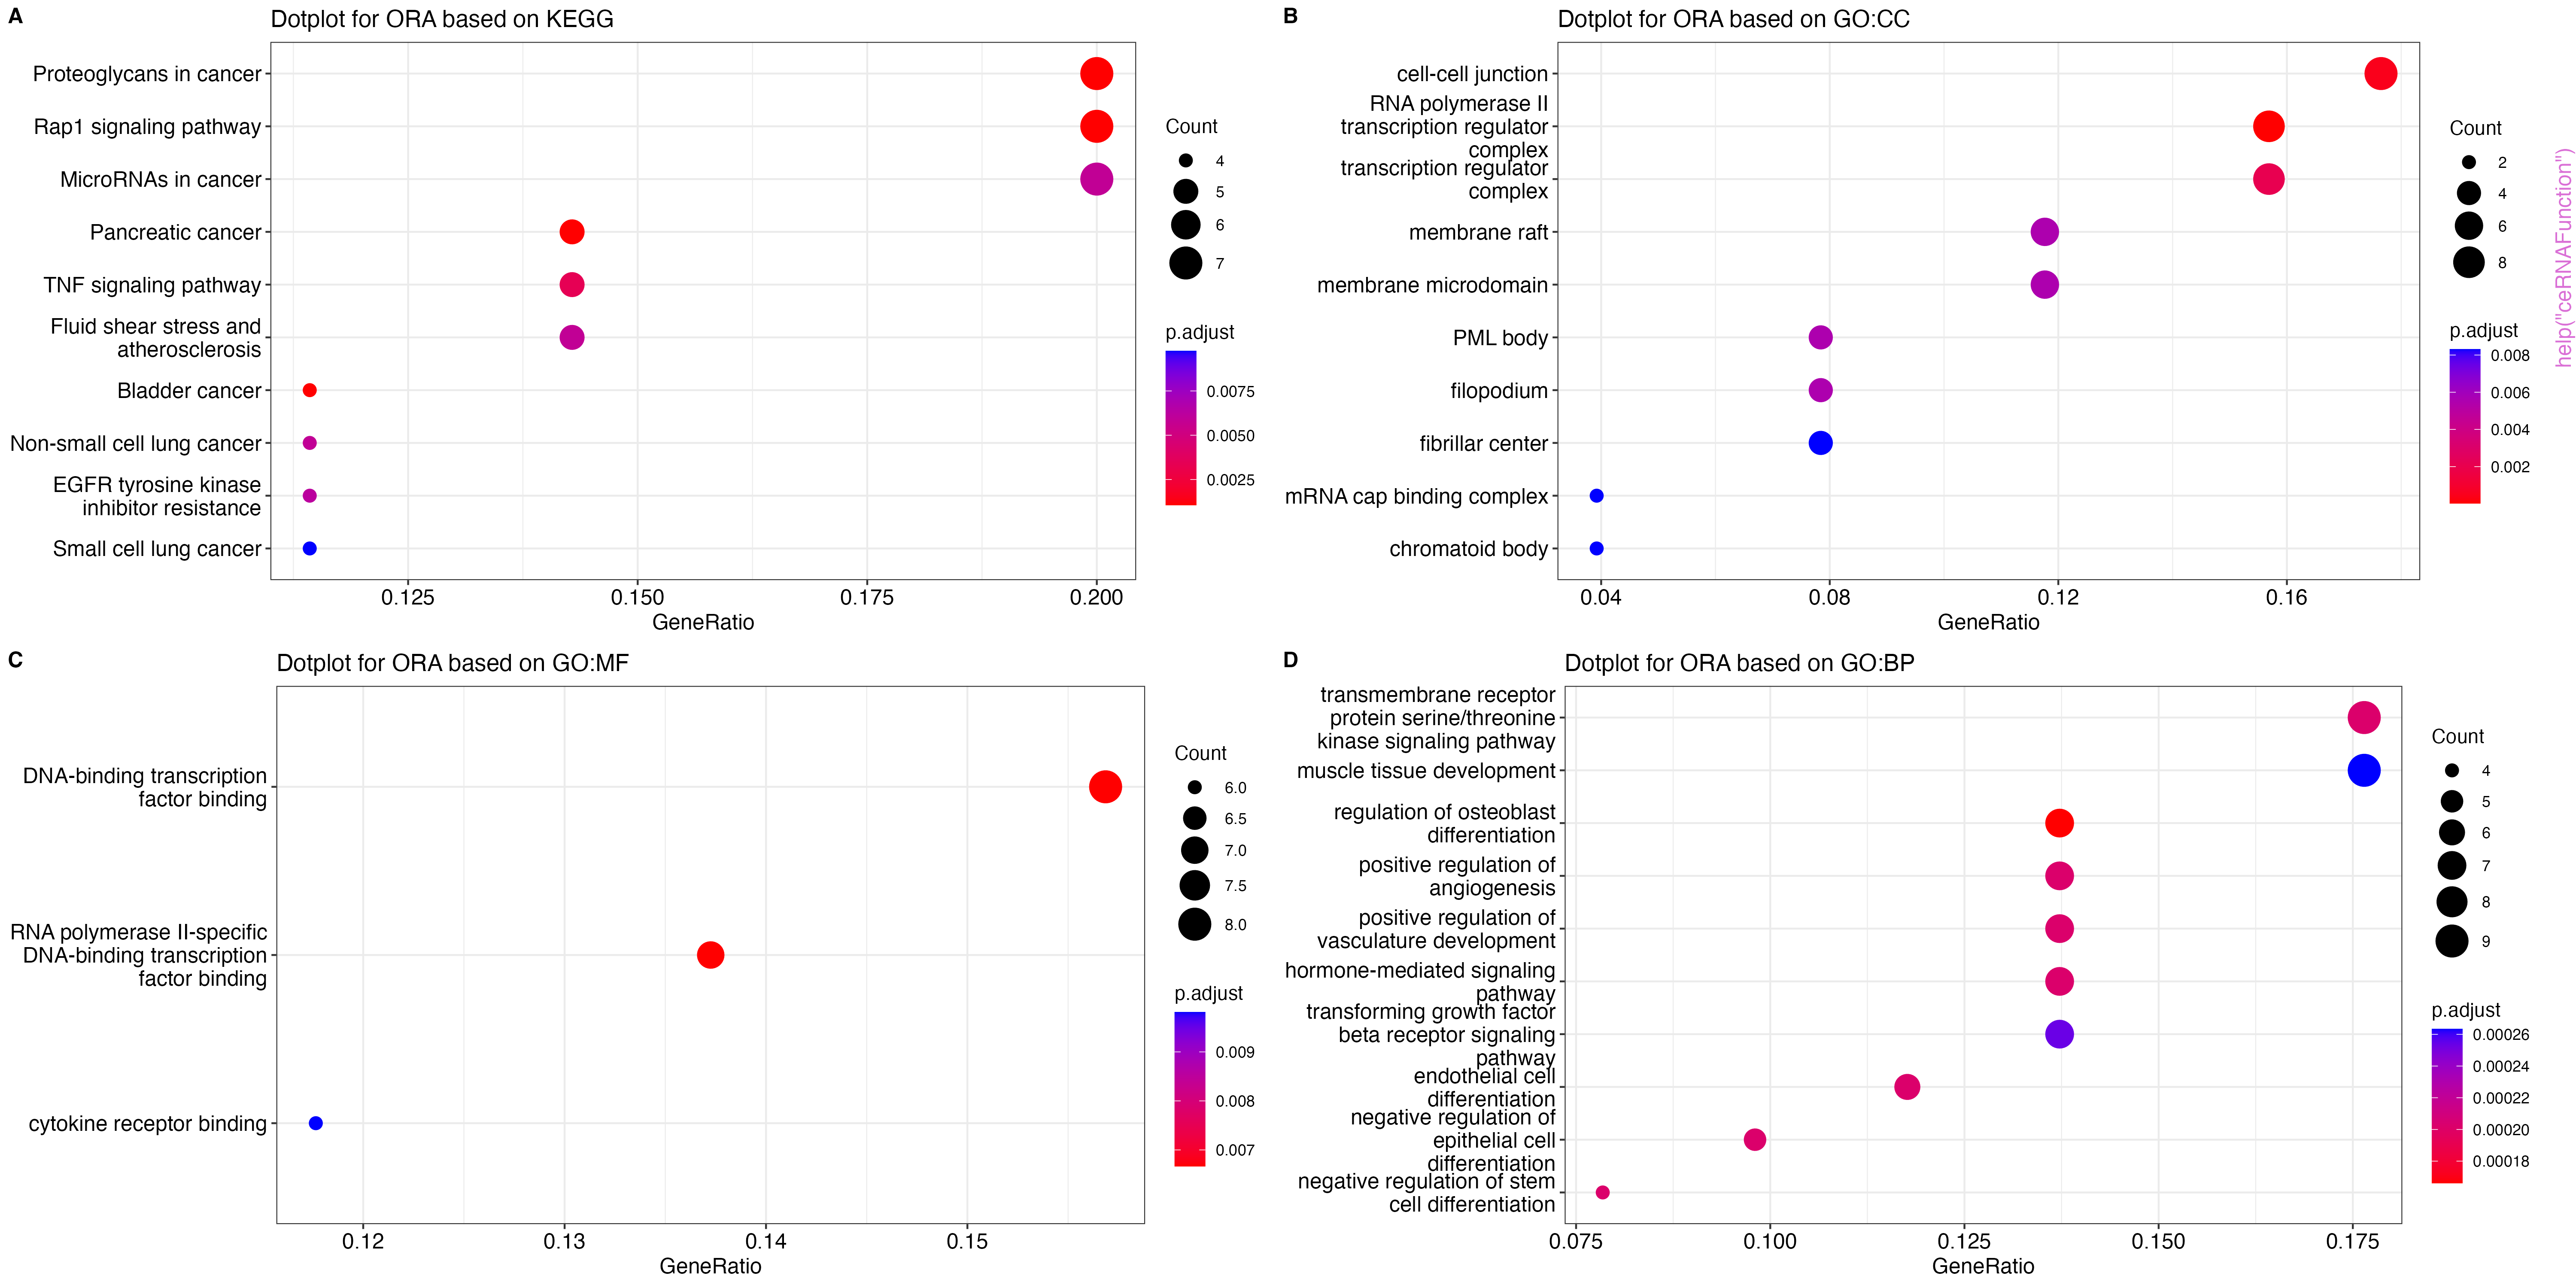 A
Dotplot for ORA based on KEGG
Proteoglycans in cancer
Rap1 signaling pathway
MicroRNAs in cancer
Pancreatic cancer
TNF signaling pathway
Fluid shear stress and
atherosclerosis
Bladder cancer
Non-small cell lung cancer
EGFR tyrosine kinase
inhibitor resistance
Small cell lung cancer
0.125
0.150
0.175
0.200
GeneRatio
Count
4
5
6
7
p.adjust
0.0075
0.0050
0.0025
B
Dotplot for ORA based on GO:CC
cell-cell junction
RNA polymerase II
transcription regulator
complex
transcription regulator
complex
membrane raft
membrane microdomain
PML body
filopodium
fibrillar center
mRNA cap binding complex
chromatoid body
0.04
0.08
0.12
0.16
GeneRatio
Count
2
4
6
8
p.adjust
0.008
0.006
0.004
0.002
help("ceRNAFunction")
C
Dotplot for ORA based on GO:MF
DNA-binding transcription
factor binding
RNA polymerase II-specific
DNA-binding transcription
factor binding
cytokine receptor binding
0.12
0.13
0.14
0.15
GeneRatio
Count
6.0
6.5
7.0
7.5
8.0
p.adjust
0.009
0.008
0.007
D
Dotplot for ORA based on GO:BP
transmembrane receptor
protein serine/threonine
kinase signaling pathway
muscle tissue development
regulation of osteoblast
differentiation
positive regulation of
angiogenesis
positive regulation of
vasculature development
hormone-mediated signaling
pathway
transforming growth factor
beta receptor signaling
pathway
endothelial cell
differentiation
negative regulation of
epithelial cell
differentiation
negative regulation of stem
cell differentiation
0.075
0.100
0.125
0.150
0.175
GeneRatio
Count
4
5
6
7
8
9
p.adjust
0.00026
0.00024
0.00022
0.00020
0.00018